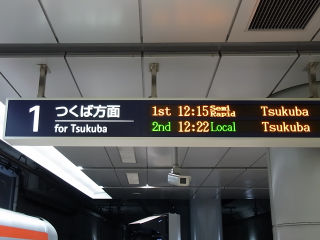 1 つくば方面
for Tsukuba
1st 12:15 Semi Rapid Tsukuba
2nd 12:22 Local Tsukuba